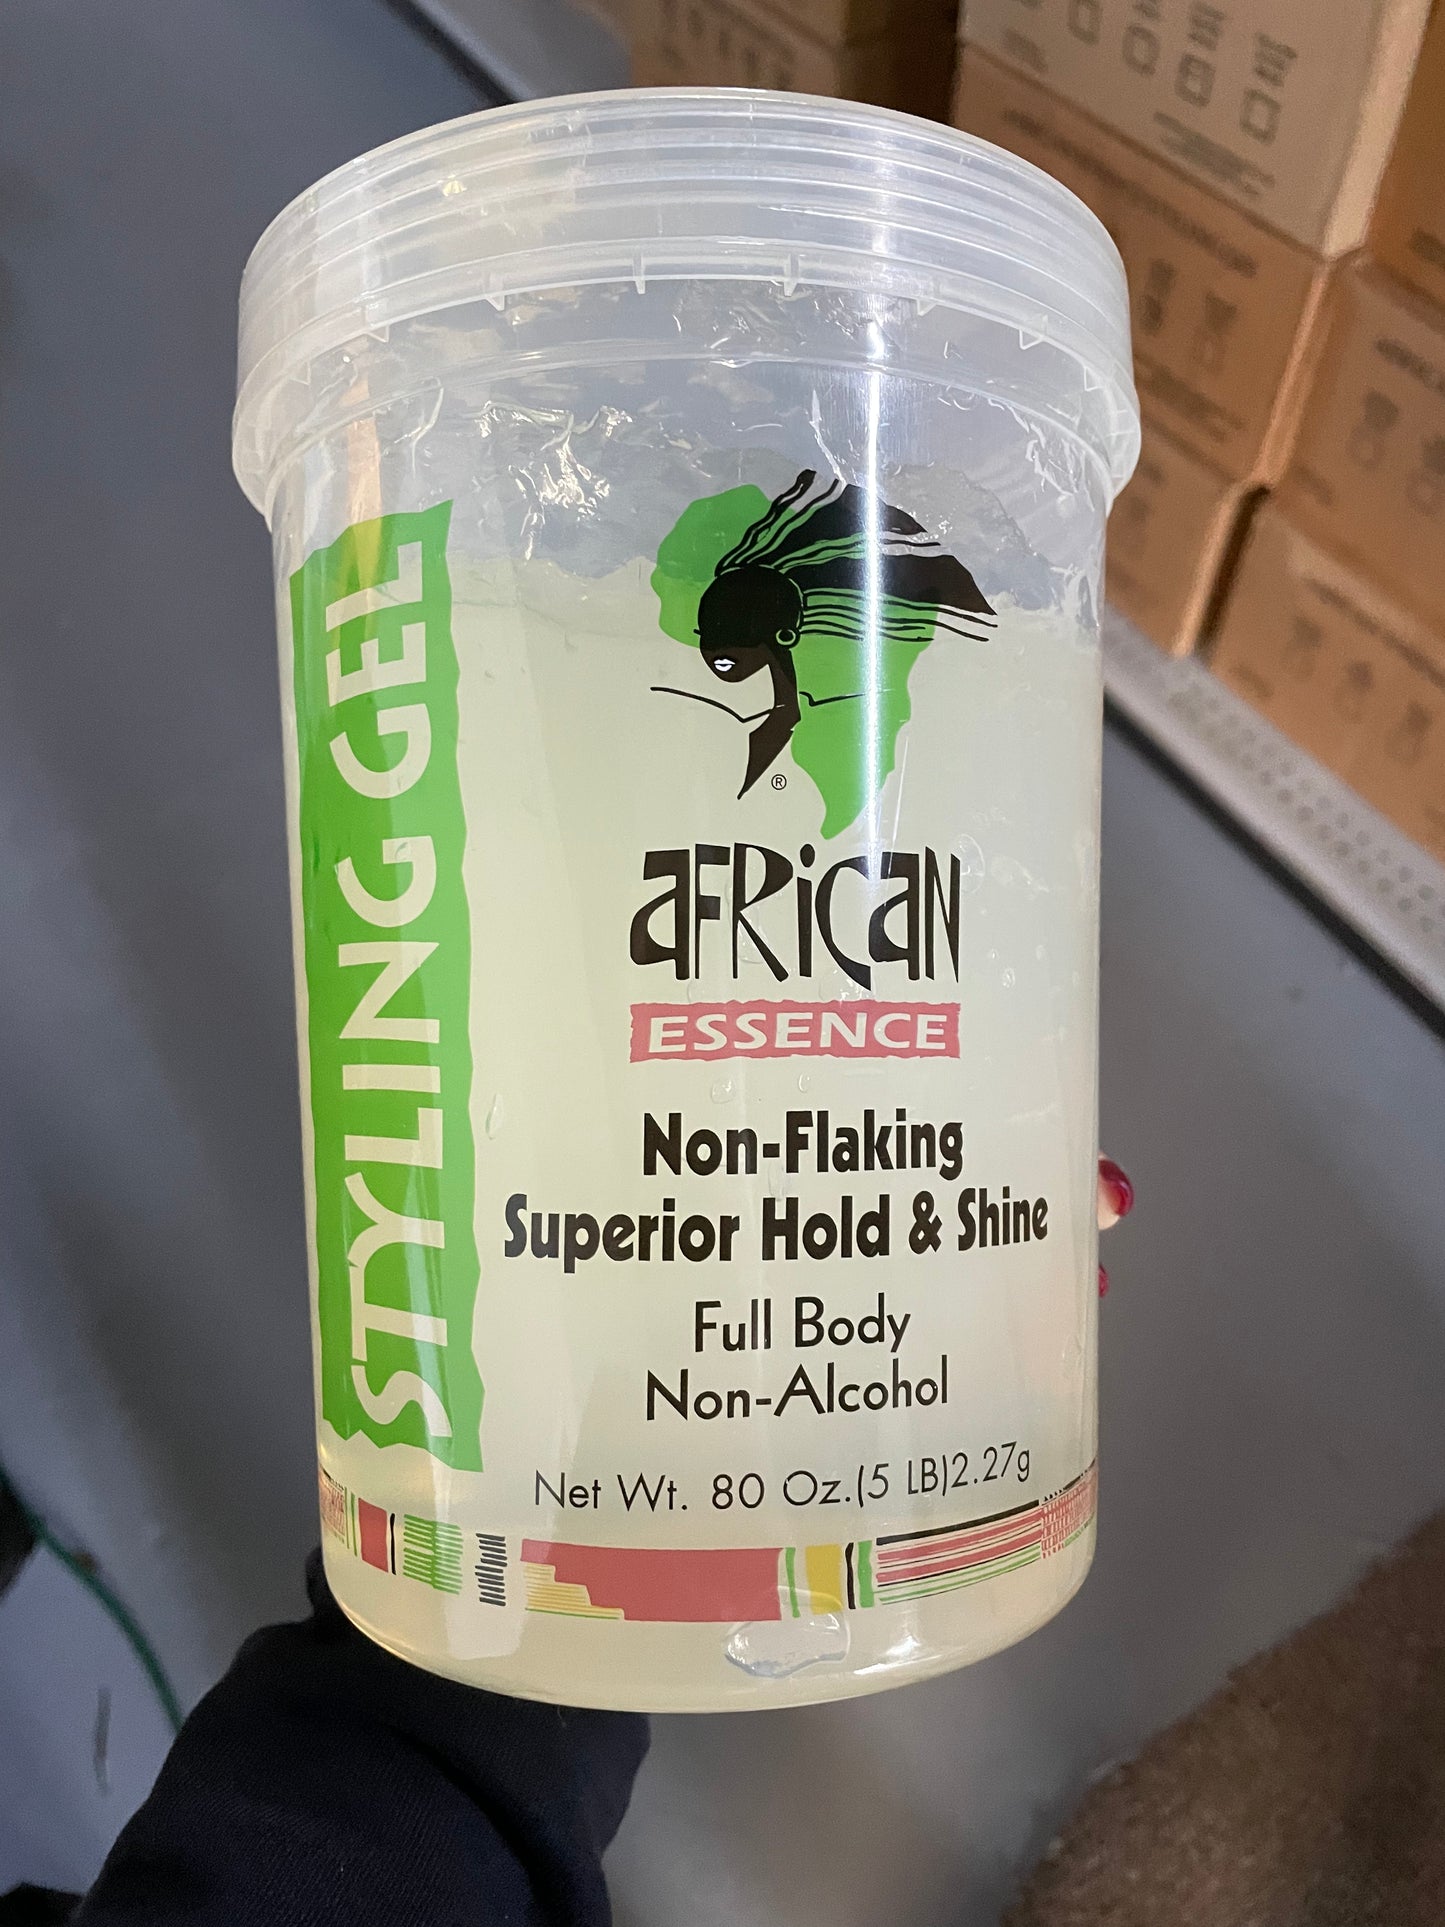 STYLING GEL
®
AFRiCAN
ESSENCE
Non-Flaking
Superior Hold & Shine
Full Body
Non-Alcohol
Net Wt. 80 Oz.(5 LB)2.27g